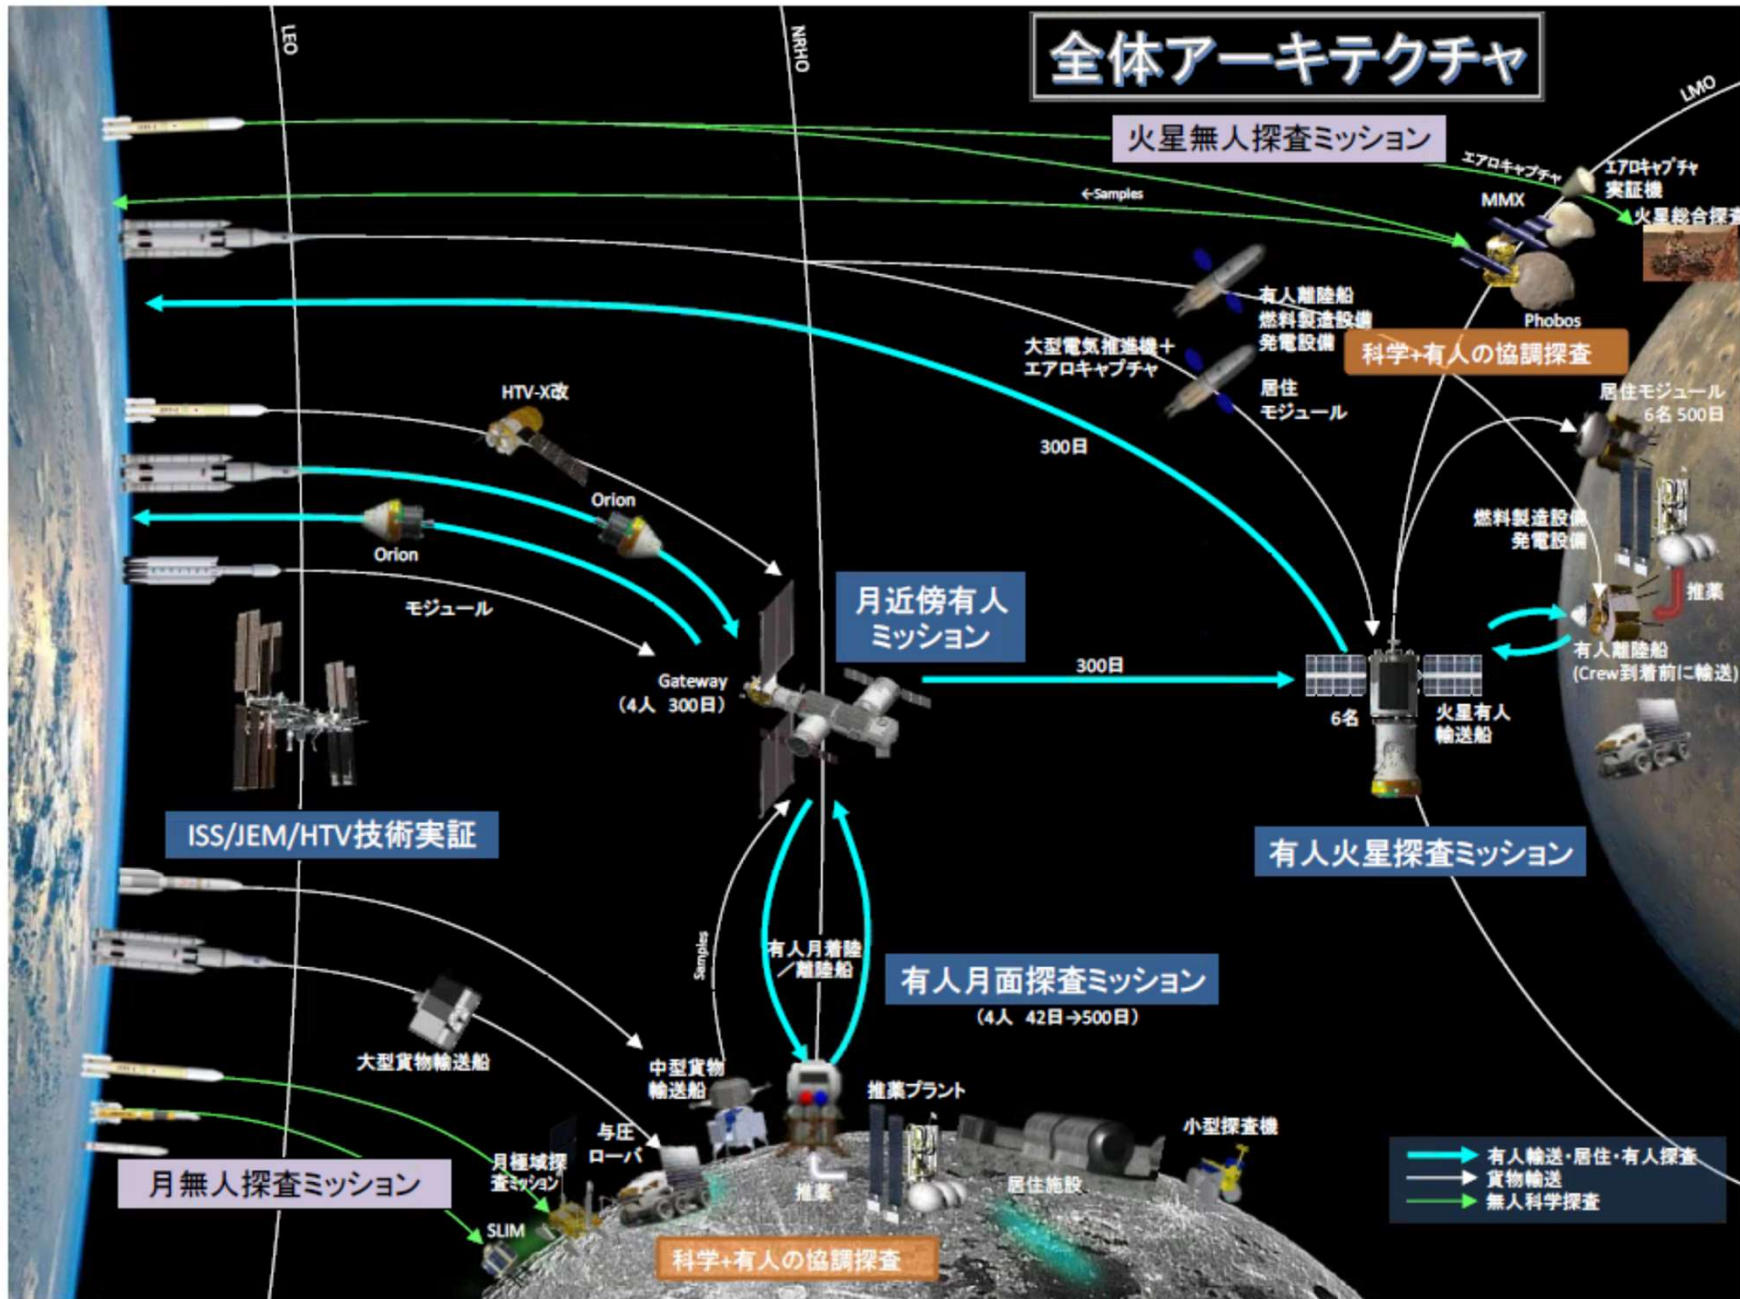 全体アーキテクチャ
LEO
NRHO
LMO
火星無人探査ミッション
エアロキャプチャ
エアロキャプチャ
実証機
MMX
火星総合探査
←Samples
Phobos
有人離陸船
燃料製造設備
発電設備
大型電気推進機＋
エアロキャプチャ
居住
モジュール
科学+有人の協調探査
居住モジュール
6名 500日
HTV-X改
300日
Orion
Orion
燃料製造設備
発電設備
推薬
モジュール
月近傍有人
ミッション
Gateway
（4人 300日）
300日
有人離陸船
(Crew到着前に輸送)
6名
火星有人
輸送船
ISS/JEM/HTV技術実証
有人火星探査ミッション
Samples
有人月着陸
／離陸船
有人月面探査ミッション
（4人 42日→500日）
大型貨物輸送船
中型貨物
輸送船
推薬プラント
与圧
ローバ
小型探査機
月極域探
査ミッション
月無人探査ミッション
推薬
居住施設
SLIM
科学+有人の協調探査
有人輸送・居住・有人探査
貨物輸送
無人科学探査